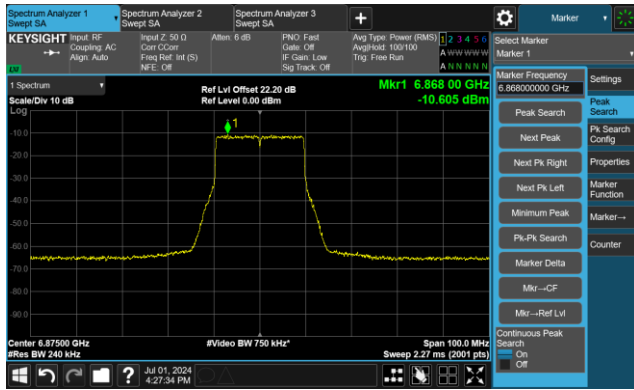 Spectrum Analyzer 1
Swept SA
Spectrum Analyzer 2
Swept SA
Spectrum Analyzer 3
Swept SA
+
Marker
KEYSIGHT
Input: RF
Coupling: AC
Align: Auto
Input Z: 50 Ω
Corr CCorr
Freq Ref: Int (S)
NFE: Off
Atten: 6 dB
PNO: Fast
Gate: Off
IF Gain: Low
Sig Track: Off
Avg Type: Power (RMS)
Avg|Hold: 100/100
Trig: Free Run
1 2 3 4 5 6
A W W W W W
A N N N N N
Select Marker
Marker 1
1 Spectrum
Scale/Div 10 dB
Log
Ref Lvl Offset 22.20 dB
Ref Level 0.00 dBm
Mkr1 6.868 00 GHz
-10.605 dBm
1
-10.0
-20.0
-30.0
-40.0
-50.0
-60.0
-70.0
-80.0
-90.0
Center 6.87500 GHz
#Res BW 240 kHz
#Video BW 750 kHz*
Span 100.0 MHz
Sweep 2.27 ms (2001 pts)
Marker Frequency
6.868000000 GHz
Peak Search
Next Peak
Next Pk Right
Next Pk Left
Minimum Peak
Pk-Pk Search
Marker Delta
Mkr→CF
Mkr→Ref Lvl
Continuous Peak
Search
On
Off
Settings
Peak
Search
Pk Search
Config
Properties
Marker
Function
Marker→
Counter
?
Jul 01, 2024
4:27:34 PM